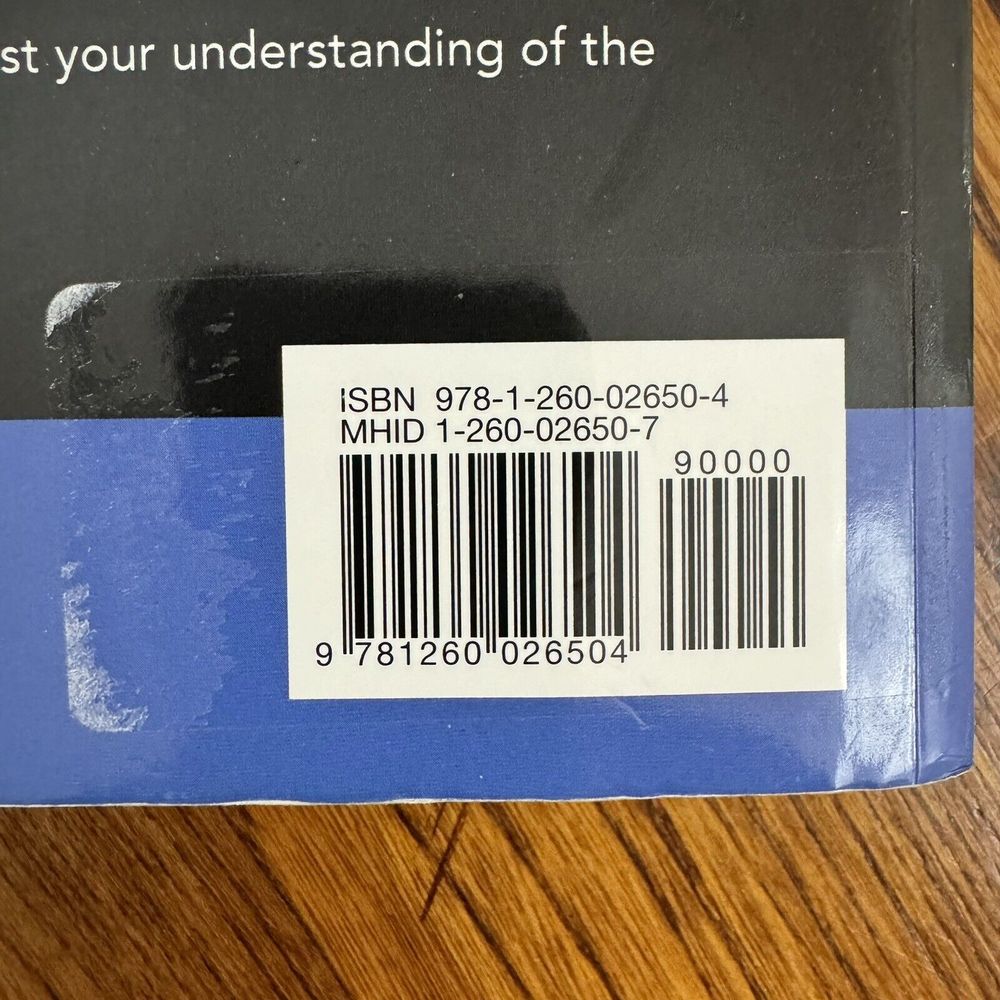 st your understanding of the
ISBN 978-1-260-02650-4
MHID 1-260-02650-7
90000
9 781260 026504